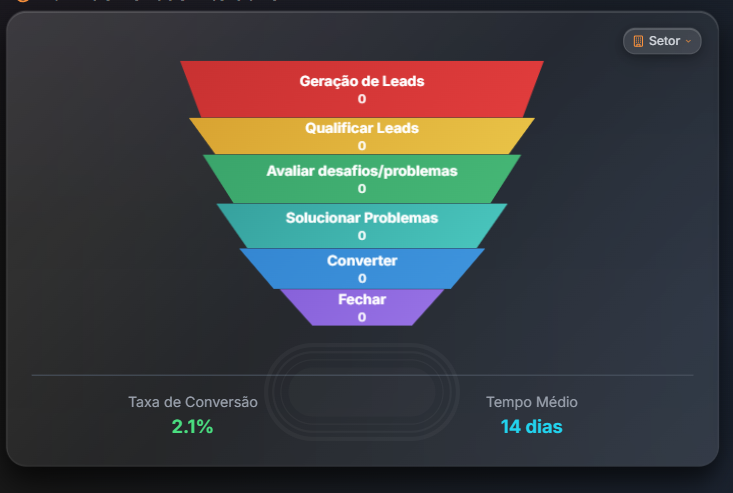 Setor
Geração de Leads
0
Qualificar Leads
0
Avaliar desafios/problemas
0
Solucionar Problemas
0
Converter
0
Fechar
0
Taxa de Conversão
2.1%
Tempo Médio
14 dias